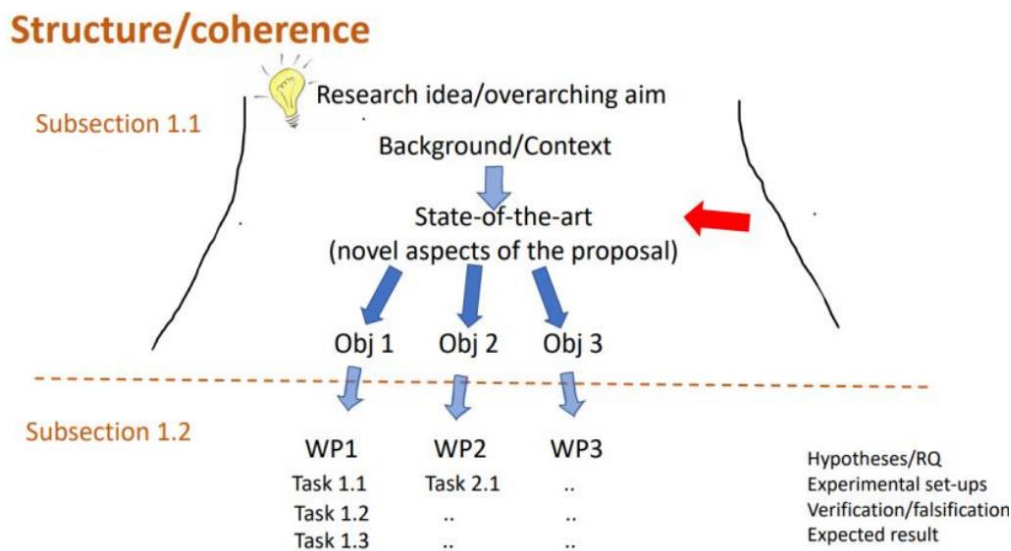 Structure/coherence
Subsection 1.1
Research idea/overarching aim
Background/Context
State-of-the-art
(novel aspects of the proposal)
Obj 1
Obj 2
Obj 3
Subsection 1.2
WP1
WP2
WP3
Task 1.1
Task 2.1
..
Task 1.2
..
..
Task 1.3
..
..
Hypotheses/RQ
Experimental set-ups
Verification/falsification
Expected result